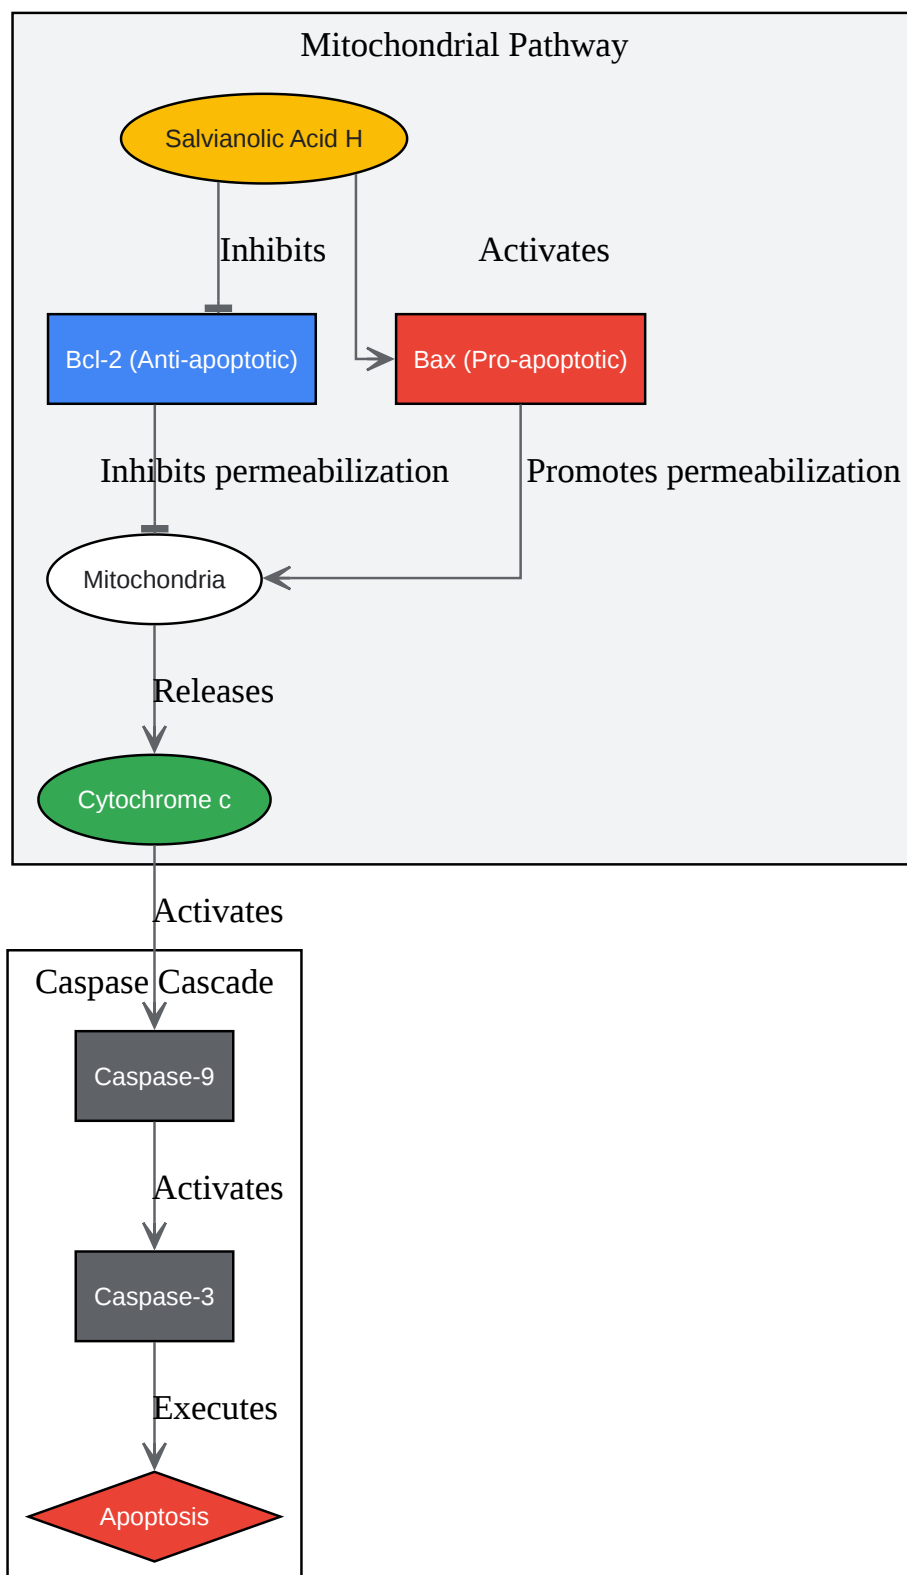 Mitochondrial Pathway
Salvianolic Acid H
Inhibits
Activates
Bcl-2 (Anti-apoptotic)
Bax (Pro-apoptotic)
Inhibits permeabilization
Promotes permeabilization
Mitochondria
Releases
Cytochrome c
Activates
Caspase Cascade
Caspase-9
Activates
Caspase-3
Executes
Apoptosis